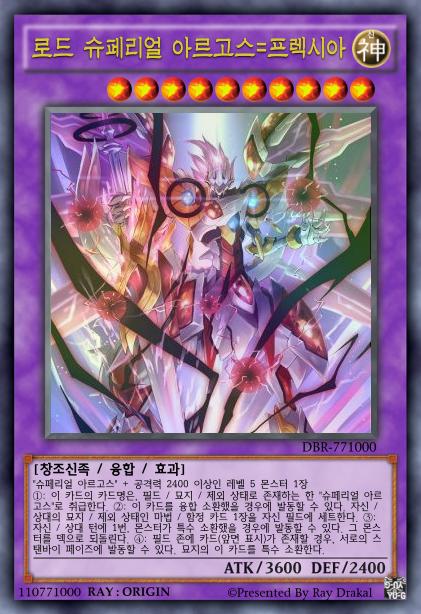 로드 슈페리얼 아르고스=프렉시아
神
DBR-771000
[창조신족 / 융합 / 효과]
"슈페리얼 아르고스" + 공격력 2400 이상인 레벨 5 몬스터 1장
①: 이 카드의 카드명은, 필드 / 묘지 / 제외 상태로 존재하는 한 "슈페리얼 아르
고스"로 취급한다. ②: 이 카드를 융합 소환했을 경우에 발동할 수 있다. 자신 /
상대의 묘지 / 제외 상태인 마법 / 함정 카드 1장을 자신 필드에 세트한다. ③:
자신 / 상대 턴에 1번, 몬스터가 특수 소환했을 경우에 발동할 수 있다. 그 몬스
터를 덱으로 되돌린다. ④: 필드 존에 카드(앞면 표시)가 존재할 경우, 서로의 스
탠바이 페이즈에 발동할 수 있다. 묘지의 이 카드를 특수 소환한다.
ATK / 3600 DEF / 2400
110771000 RAY : ORIGIN ©Presented By Ray Drakal